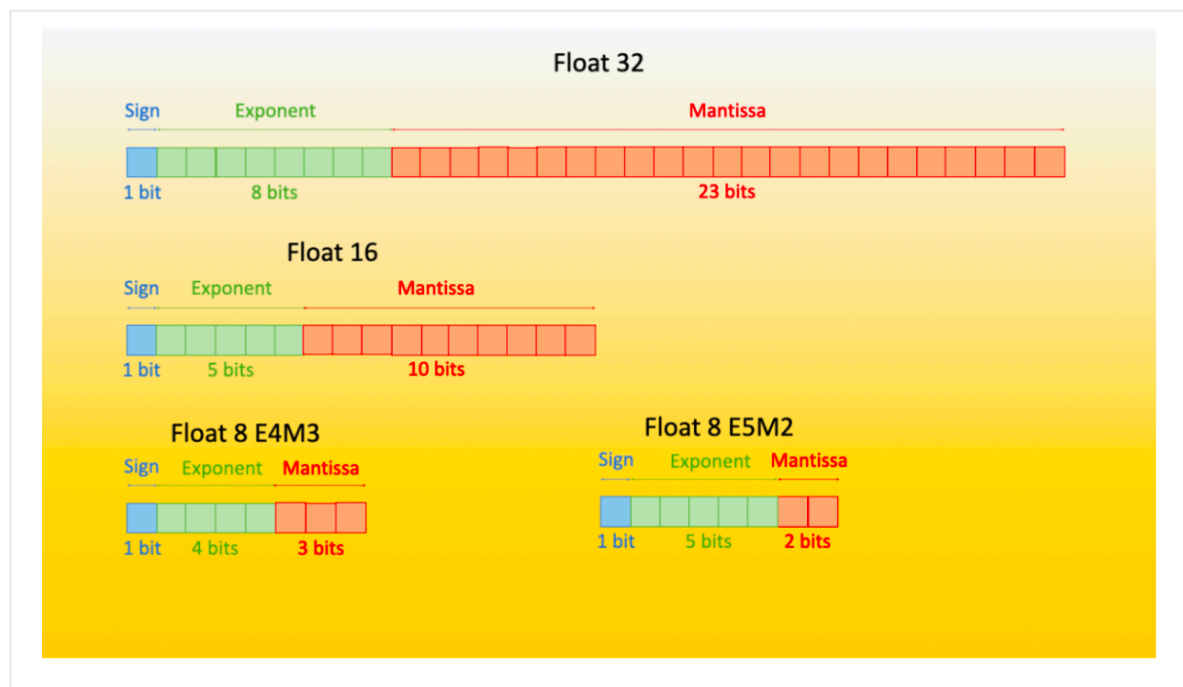 Float 32
Sign Exponent Mantissa
1 bit 8 bits 23 bits
Float 16
Sign Exponent Mantissa
1 bit 5 bits 10 bits
Float 8 E4M3
Sign Exponent Mantissa
1 bit 4 bits 3 bits
Float 8 E5M2
Sign Exponent Mantissa
1 bit 5 bits 2 bits